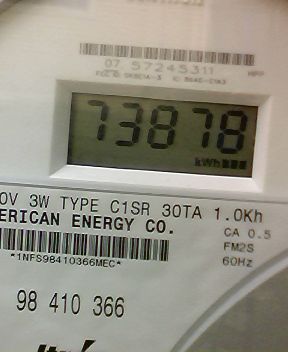 07 57245311
73878
kWh
0V 3W TYPE C1SR 30TA 1.0Kh
ERICAN ENERGY CO.
CA 0.5
FM2S
*1NFS98410366MEC*
60Hz
98 410 366